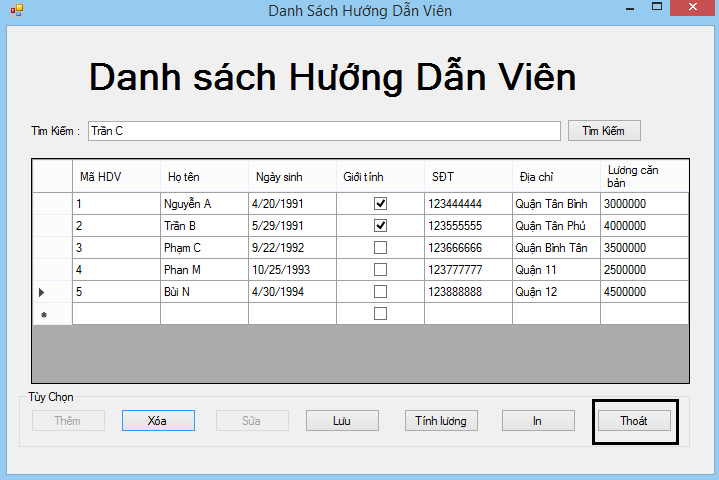 Danh Sách Hướng Dẫn Viên
Danh sách Hướng Dẫn Viên
Tìm Kiếm : Trần C Tìm Kiếm
Mã HDV Họ tên Ngày sinh Giới tính SĐT Địa chỉ Lương căn bản
1 Nguyễn A 4/20/1991 123444444 Quận Tân Bình 3000000
2 Trần B 5/29/1991 123555555 Quận Tân Phú 4000000
3 Phạm C 9/22/1992 123666666 Quận Bình Tân 3500000
4 Phan M 10/25/1993 123777777 Quận 11 2500000
5 Bùi N 4/30/1994 123888888 Quận 12 4500000
Tùy Chọn
Thêm Xóa Sửa Lưu Tính lương In Thoát